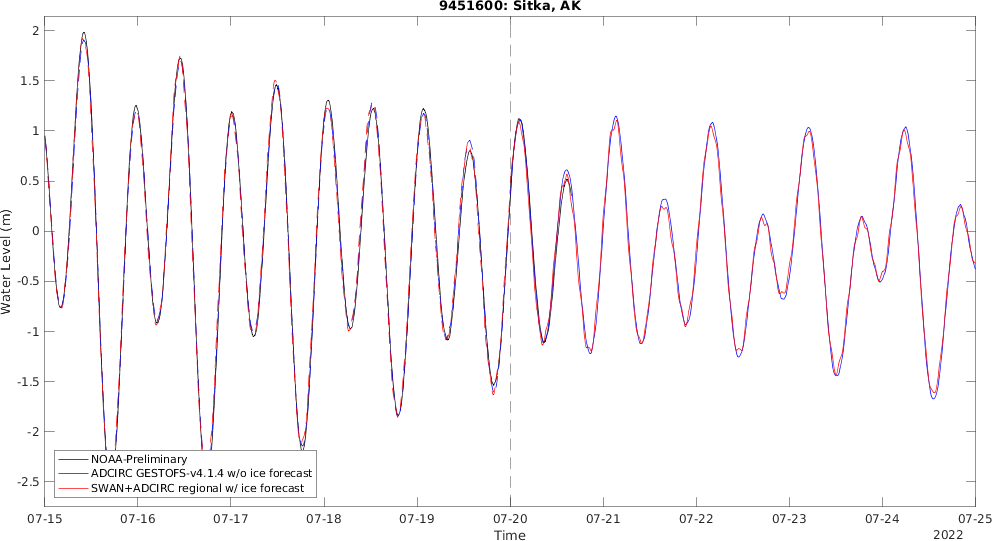 9451600: Sitka, AK
2
1.5
1
0.5
0
-0.5
-1
-1.5
-2
-2.5
Water Level (m)
NOAA-Preliminary
ADCIRC GESTOFS-v4.1.4 w/o ice forecast
SWAN+ADCIRC regional w/ ice forecast
07-15 07-16 07-17 07-18 07-19 07-20 07-21 07-22 07-23 07-24 07-25
Time
2022